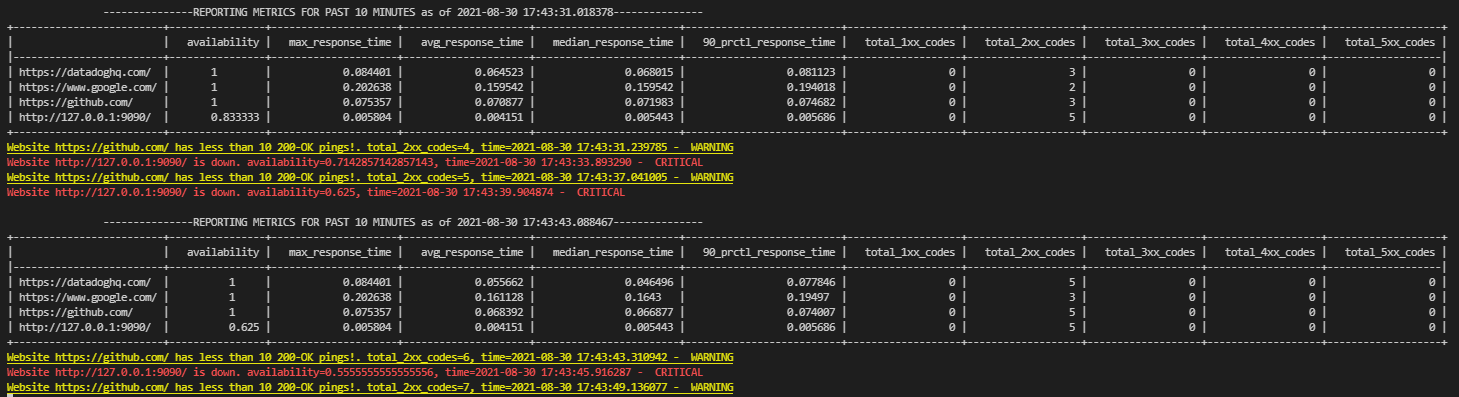 ---------------REPORTING METRICS FOR PAST 10 MINUTES as of 2021-08-30 17:43:31.018378---------------
| | availability | max_response_time | avg_response_time | median_response_time | 90_prctl_response_time | total_1xx_codes | total_2xx_codes | total_3xx_codes | total_4xx_codes | total_5xx_codes |
| https://datadoghq.com/ | 1 | 0.084401 | 0.064523 | 0.068015 | 0.081123 | 0 | 3 | 0 | 0 | 0 |
| https://www.google.com/ | 1 | 0.202638 | 0.159542 | 0.159542 | 0.194018 | 0 | 2 | 0 | 0 | 0 |
| https://github.com/ | 1 | 0.075357 | 0.070877 | 0.071983 | 0.074682 | 0 | 3 | 0 | 0 | 0 |
| http://127.0.0.1:9090/ | 0.833333 | 0.005804 | 0.004151 | 0.005443 | 0.005686 | 0 | 5 | 0 | 0 | 0 |
Website https://github.com/ has less than 10 200-OK pings!. total_2xx_codes=4, time=2021-08-30 17:43:31.239785 - WARNING
Website http://127.0.0.1:9090/ is down. availability=0.7142857142857143, time=2021-08-30 17:43:33.893290 - CRITICAL
Website https://github.com/ has less than 10 200-OK pings!. total_2xx_codes=5, time=2021-08-30 17:43:37.041005 - WARNING
Website http://127.0.0.1:9090/ is down. availability=0.625, time=2021-08-30 17:43:39.904874 - CRITICAL
---------------REPORTING METRICS FOR PAST 10 MINUTES as of 2021-08-30 17:43:43.088467---------------
| | availability | max_response_time | avg_response_time | median_response_time | 90_prctl_response_time | total_1xx_codes | total_2xx_codes | total_3xx_codes | total_4xx_codes | total_5xx_codes |
| https://datadoghq.com/ | 1 | 0.084401 | 0.055662 | 0.046496 | 0.077846 | 0 | 5 | 0 | 0 | 0 |
| https://www.google.com/ | 1 | 0.202638 | 0.161128 | 0.1643 | 0.19497 | 0 | 3 | 0 | 0 | 0 |
| https://github.com/ | 1 | 0.075357 | 0.068392 | 0.066877 | 0.074007 | 0 | 5 | 0 | 0 | 0 |
| http://127.0.0.1:9090/ | 0.625 | 0.005804 | 0.004151 | 0.005443 | 0.005686 | 0 | 5 | 0 | 0 | 0 |
Website https://github.com/ has less than 10 200-OK pings!. total_2xx_codes=6, time=2021-08-30 17:43:43.310942 - WARNING
Website http://127.0.0.1:9090/ is down. availability=0.5555555555555556, time=2021-08-30 17:43:45.916287 - CRITICAL
Website https://github.com/ has less than 10 200-OK pings!. total_2xx_codes=7, time=2021-08-30 17:43:49.136077 - WARNING